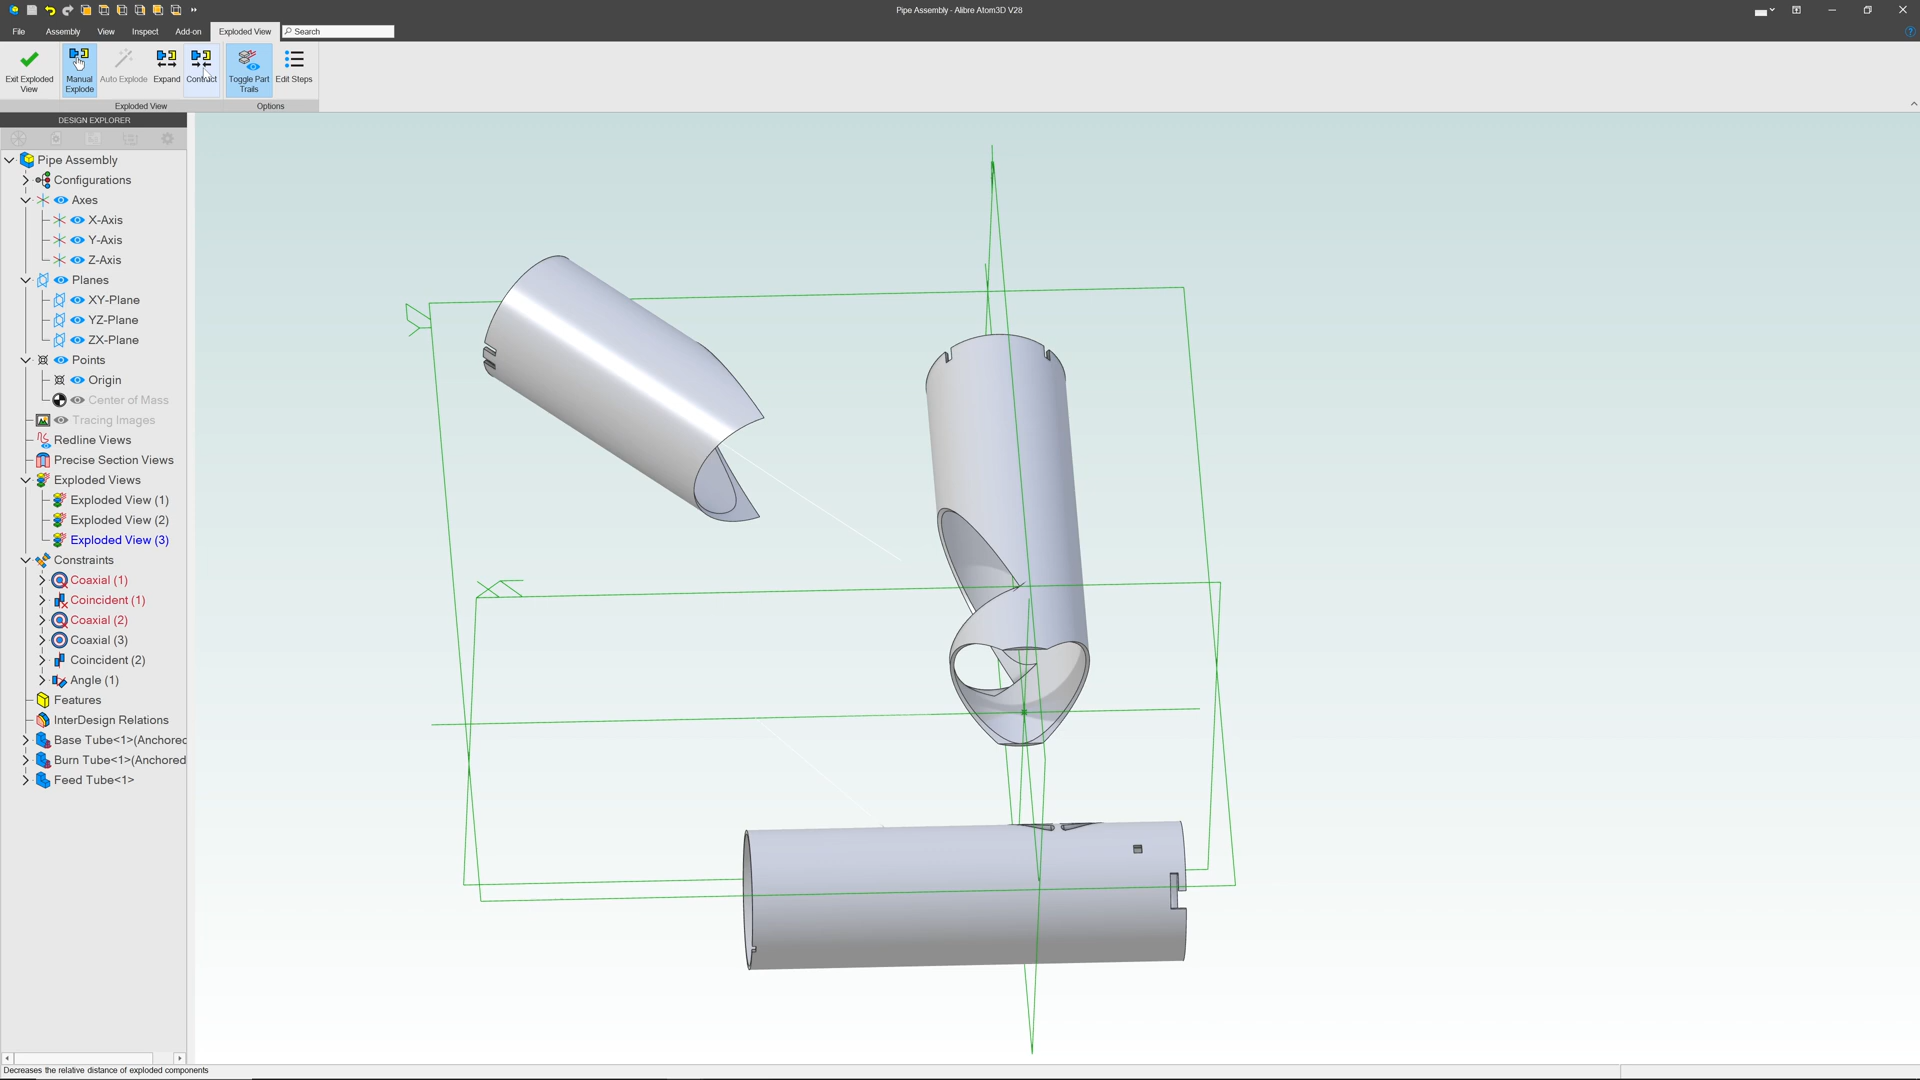 Pipe Assembly - Alibre Atom3D V28
File Assembly View Inspect Add-on Exploded View Search
Exit Exploded View
Manual Explode
Auto Explode
Expand
Contract
Toggle Part Trails
Edit Steps
Exploded View Options
DESIGN EXPLORER
Pipe Assembly
Configurations
Axes
X-Axis
Y-Axis
Z-Axis
Planes
XY-Plane
YZ-Plane
ZX-Plane
Points
Origin
Center of Mass
Tracing Images
Redline Views
Precise Section Views
Exploded Views
Exploded View (1)
Exploded View (2)
Exploded View (3)
Constraints
Coaxial (1)
Coincident (1)
Coaxial (2)
Coaxial (3)
Coincident (2)
Angle (1)
Features
InterDesign Relations
Base Tube<1>(Anchored
Burn Tube<1>(Anchored
Feed Tube<1>
Decreases the relative distance of exploded components